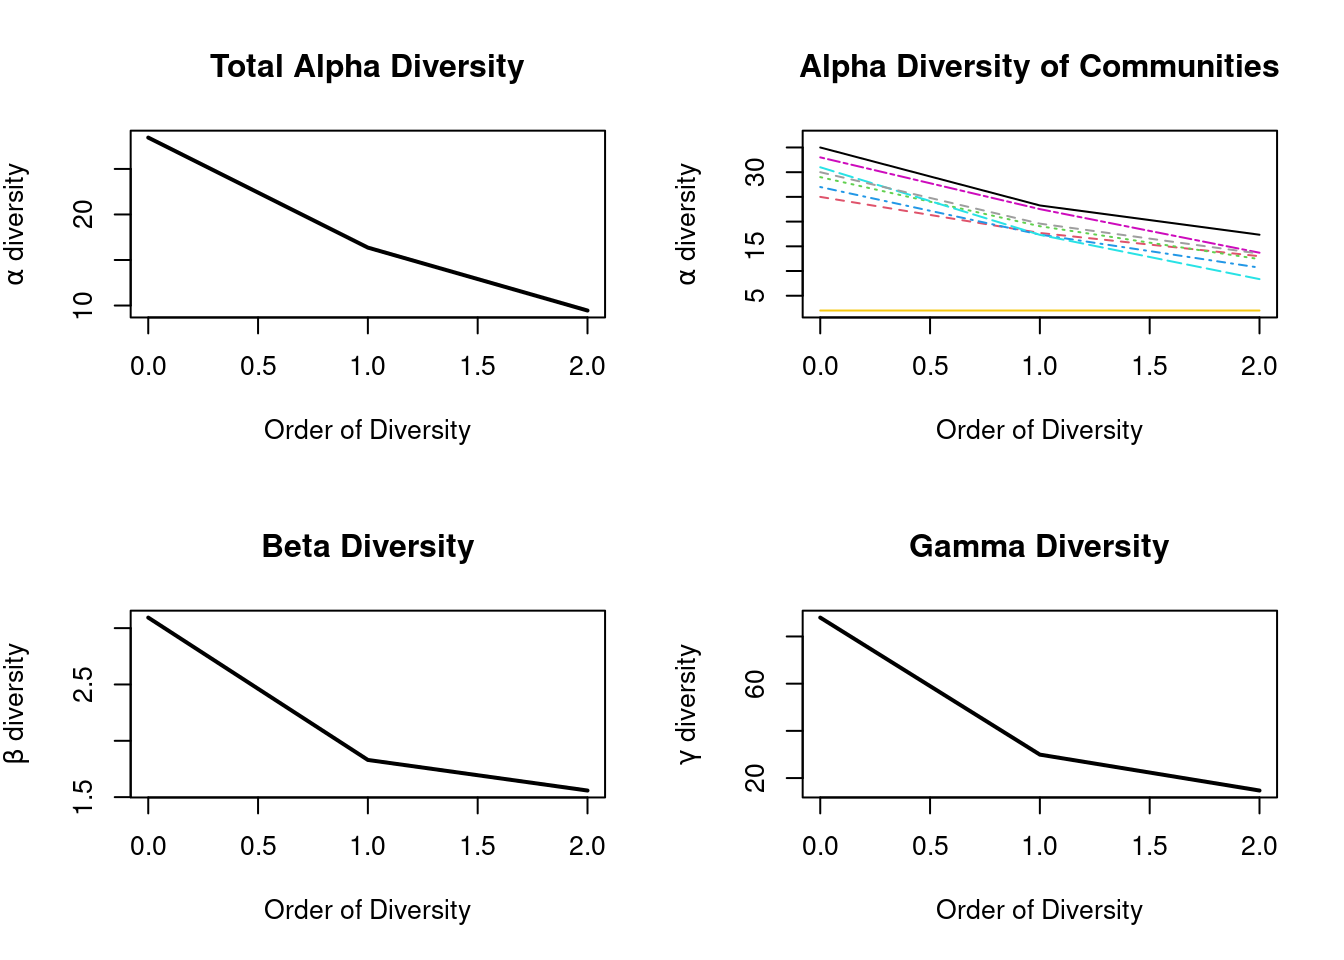 Total Alpha Diversity
α diversity
10 20
0.0 0.5 1.0 1.5 2.0
Order of Diversity
Alpha Diversity of Communities
α diversity
5 15 30
0.0 0.5 1.0 1.5 2.0
Order of Diversity
Beta Diversity
β diversity
1.5 2.5
0.0 0.5 1.0 1.5 2.0
Order of Diversity
Gamma Diversity
γ diversity
20 60
0.0 0.5 1.0 1.5 2.0
Order of Diversity